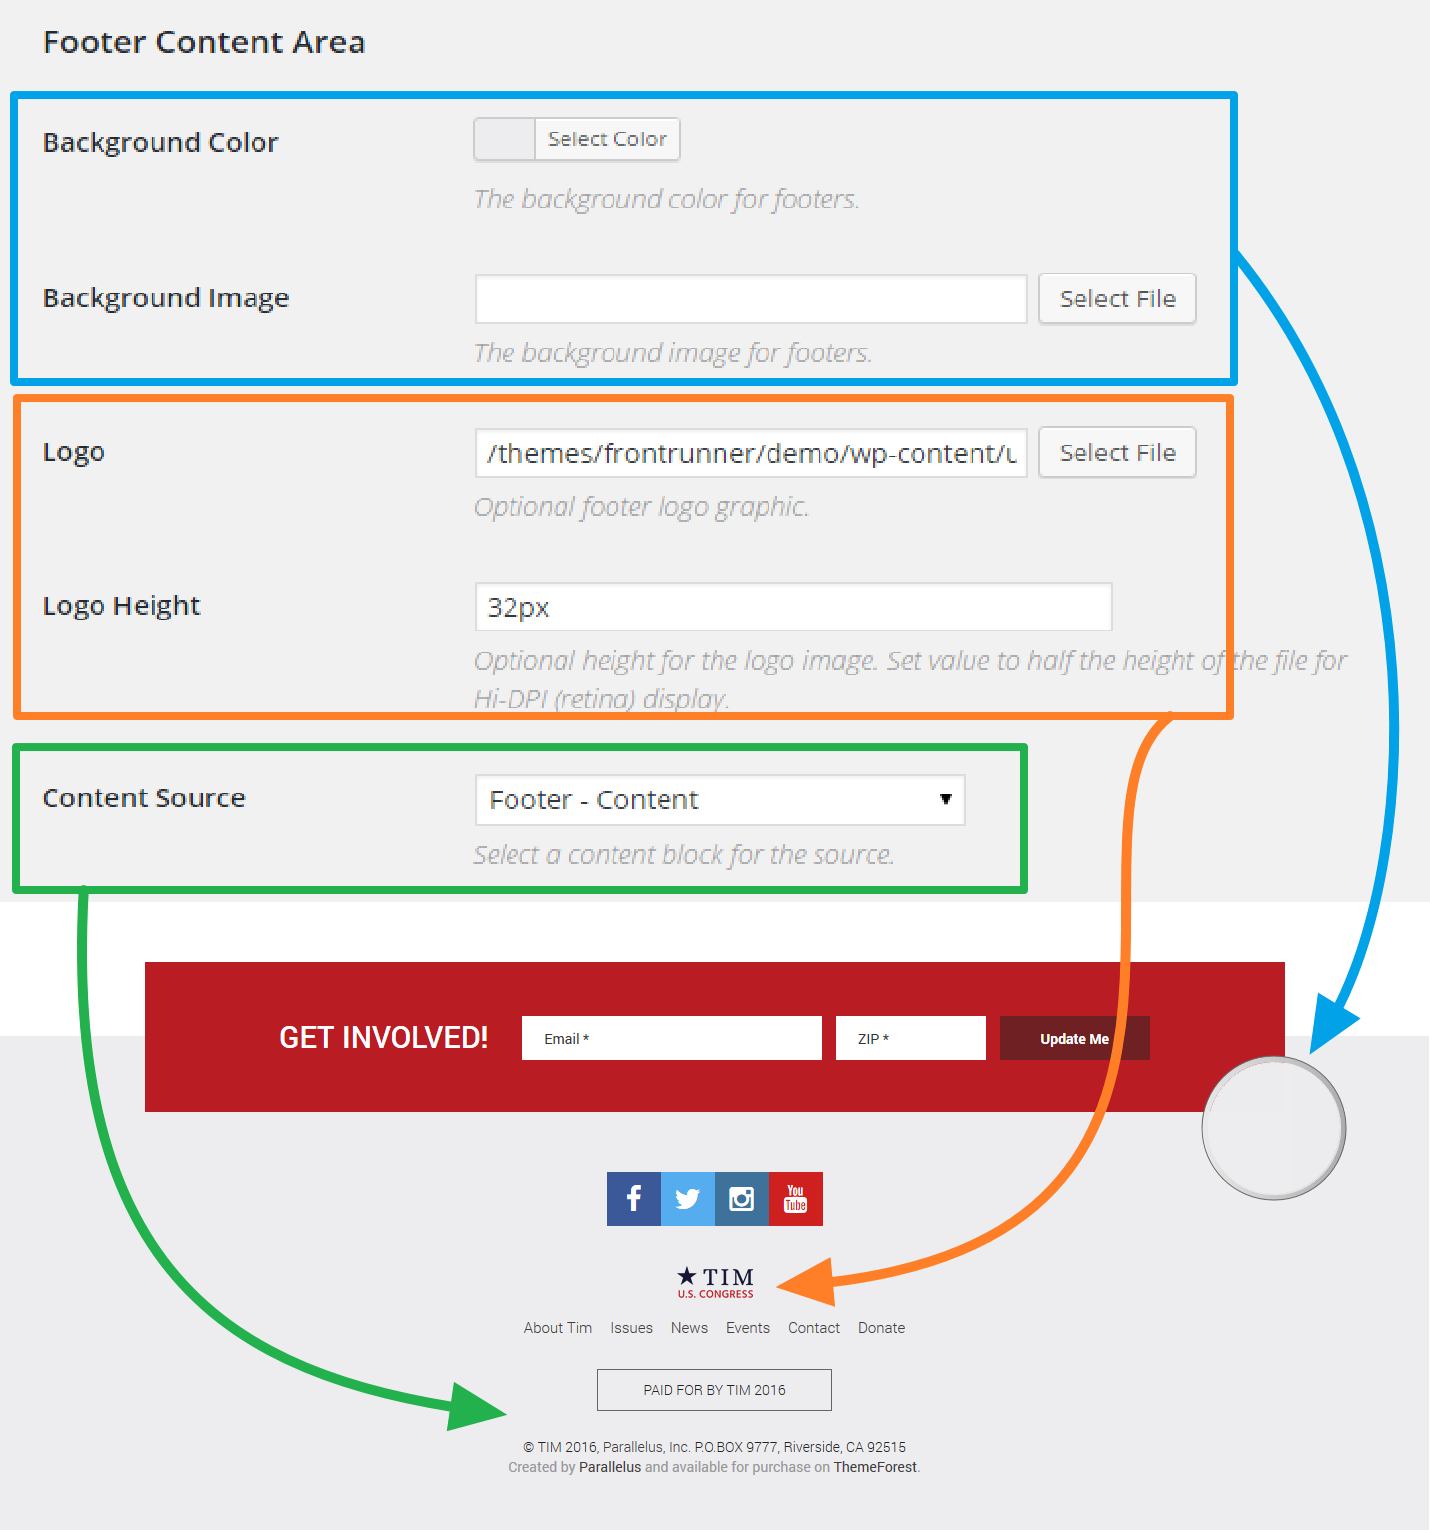 Footer Content Area
Background Color
Select Color
The background color for footers.
Background Image
Select File
The background image for footers.
Logo
/themes/frontrunner/demo/wp-content/u
Select File
Optional footer logo graphic.
Logo Height
32px
Optional height for the logo image. Set value to half the height of the file for
Hi-DPI (retina) display.
Content Source
Footer - Content
Select a content block for the source.
GET INVOLVED!
Email *
ZIP *
Update Me
You
Tube
TIM
U.S. CONGRESS
About Tim Issues News Events Contact Donate
PAID FOR BY TIM 2016
© TIM 2016, Parallelus, Inc. P.O.BOX 9777, Riverside, CA 92515
Created by Parallelus and available for purchase on ThemeForest.